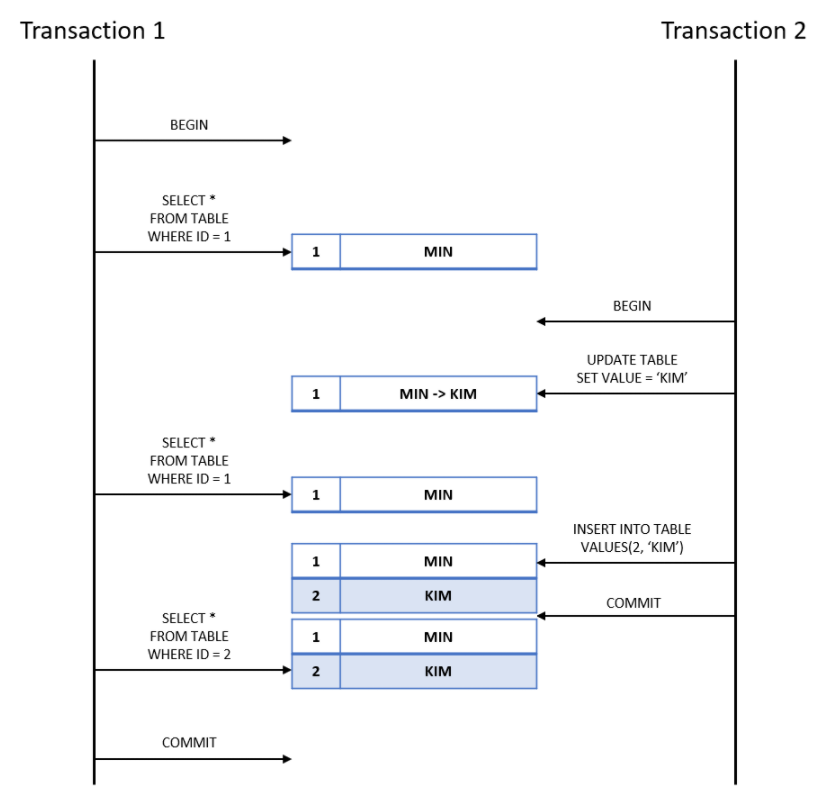 Transaction 1
Transaction 2
BEGIN
SELECT *
FROM TABLE
WHERE ID = 1
1 MIN
BEGIN
UPDATE TABLE
SET VALUE = ‘KIM’
1 MIN -> KIM
SELECT *
FROM TABLE
WHERE ID = 1
1 MIN
INSERT INTO TABLE
VALUES(2, ‘KIM’)
1 MIN
2 KIM
COMMIT
SELECT *
FROM TABLE
WHERE ID = 2
1 MIN
2 KIM
COMMIT